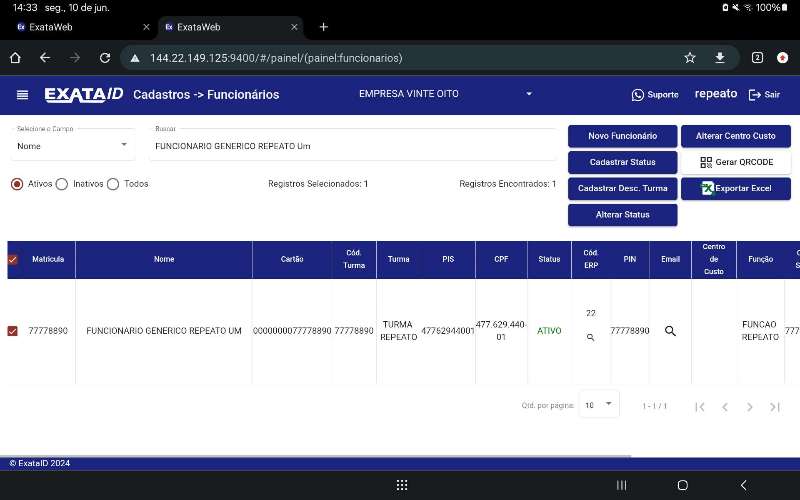 14:33 seg., 10 de jun. 100%
ExataWeb
ExataWeb
144.22.149.125:9400/#/painel/(painel:funcionarios)
2
EXATAID Cadastros -> Funcionários EMPRESA VINTE OITO Suporte repeato Sair
Selecione o Campo
Nome
Buscar
FUNCIONARIO GENERICO REPEATO Um
Novo Funcionário
Alterar Centro Custo
Cadastrar Status
Gerar QRCODE
Cadastrar Desc. Turma
Exportar Excel
Alterar Status
Ativos Inativos Todos
Registros Selecionados: 1
Registros Encontrados: 1
Matricula Nome Cartão Cód. Turma Turma PIS CPF Status Cód. ERP PIN Email Centro de Custo Função
77778890 FUNCIONARIO GENERICO REPEATO UM 0000000077778890 77778890 TURMA REPEATO 47762944001 477.629.440-01 ATIVO 22 77778890 FUNCAO REPEATO
Qtd. por página: 10 1 - 1 / 1
© ExataID 2024